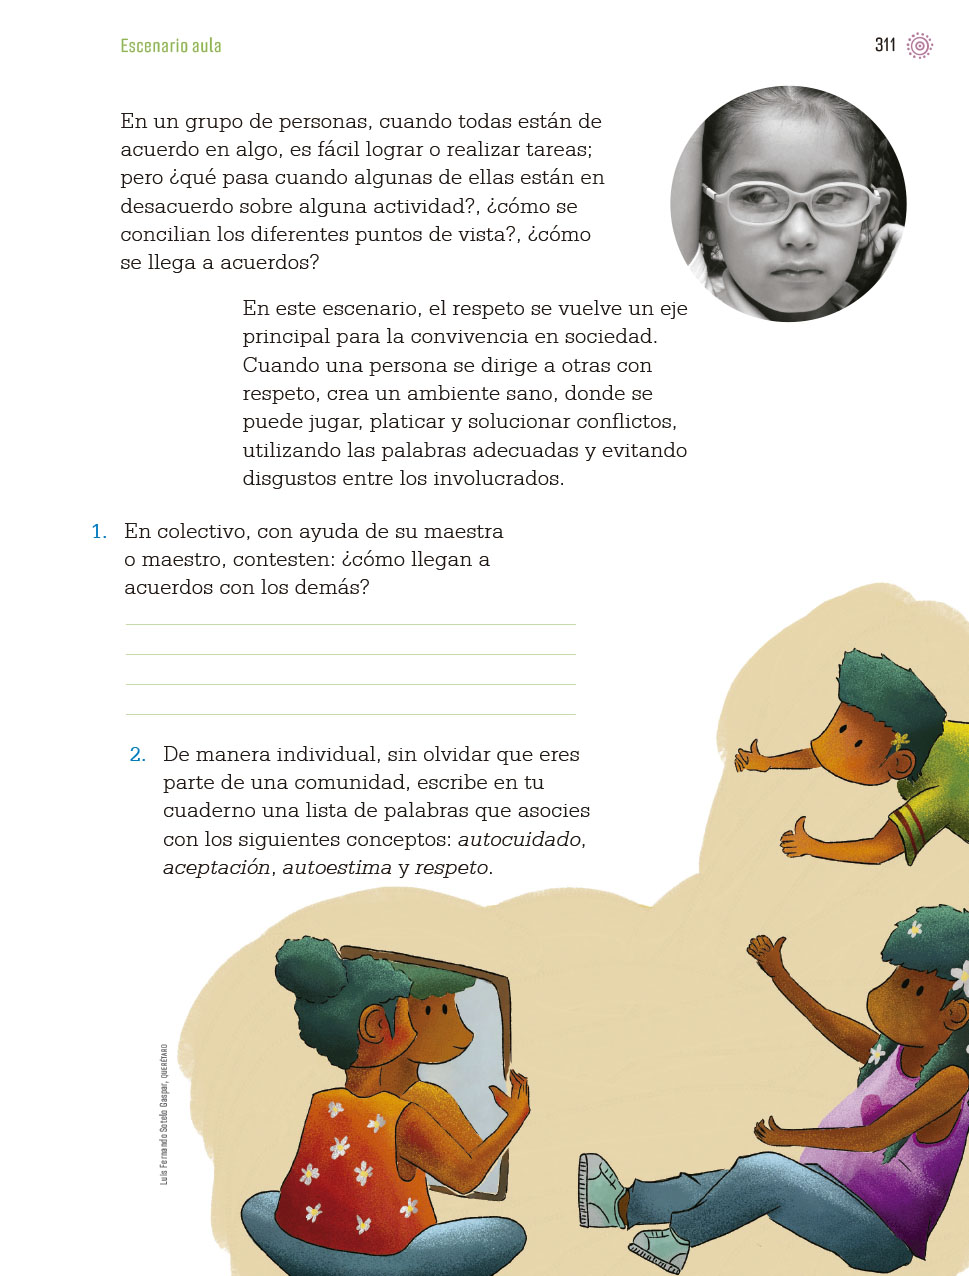 Escenario aula
311
En un grupo de personas, cuando todas están de
acuerdo en algo, es fácil lograr o realizar tareas;
pero ¿qué pasa cuando algunas de ellas están en
desacuerdo sobre alguna actividad?, ¿cómo se
concilian los diferentes puntos de vista?, ¿cómo
se llega a acuerdos?
En este escenario, el respeto se vuelve un eje
principal para la convivencia en sociedad.
Cuando una persona se dirige a otras con
respeto, crea un ambiente sano, donde se
puede jugar, platicar y solucionar conflictos,
utilizando las palabras adecuadas y evitando
disgustos entre los involucrados.
1. En colectivo, con ayuda de su maestra
o maestro, contesten: ¿cómo llegan a
acuerdos con los demás?
2. De manera individual, sin olvidar que eres
parte de una comunidad, escribe en tu
cuaderno una lista de palabras que asocies
con los siguientes conceptos: autocuidado,
aceptación, autoestima y respeto.
Luis Fernando Sotelo Gaspar, QUERÉTARO